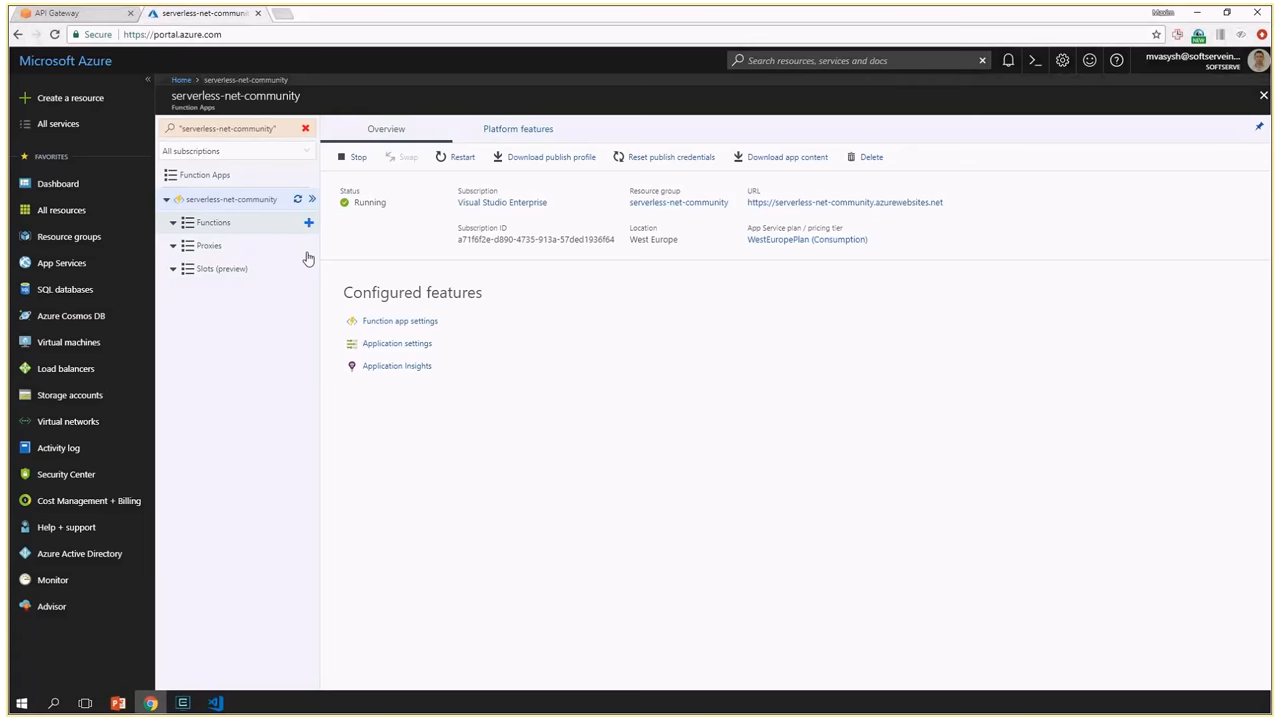 API Gateway
serverless-net-communi
Maxim
Secure
https://portal.azure.com
NEW
Microsoft Azure
Search resources, services and docs
mvasysh@softservein...
SOFTSERVE
Home
serverless-net-community
serverless-net-community
Function Apps
Create a resource
All services
FAVORITES
Dashboard
All resources
Resource groups
App Services
SQL databases
Azure Cosmos DB
Virtual machines
Load balancers
Storage accounts
Virtual networks
Activity log
Security Center
Cost Management + Billing
Help + support
Azure Active Directory
Monitor
Advisor
"serverless-net-community"
All subscriptions
Function Apps
serverless-net-community
Functions
Proxies
Slots (preview)
Overview
Platform features
Stop
Swap
Restart
Download publish profile
Reset publish credentials
Download app content
Delete
Status
Running
Subscription
Visual Studio Enterprise
Resource group
serverless-net-community
URL
https://serverless-net-community.azurewebsites.net
Subscription ID
a71f6f2e-d890-4735-913a-57ded1936f64
Location
West Europe
App Service plan / pricing tier
WestEuropePlan (Consumption)
Configured features
Function app settings
Application settings
Application Insights